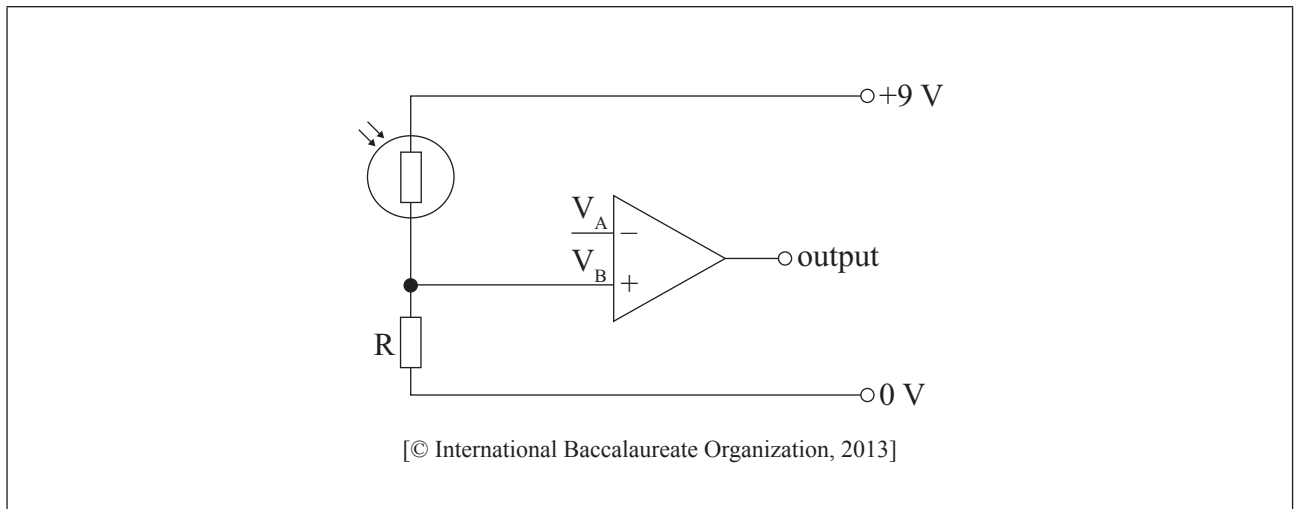 +9 V
V_A
−
V_B
+
output
R
0 V
[© International Baccalaureate Organization, 2013]